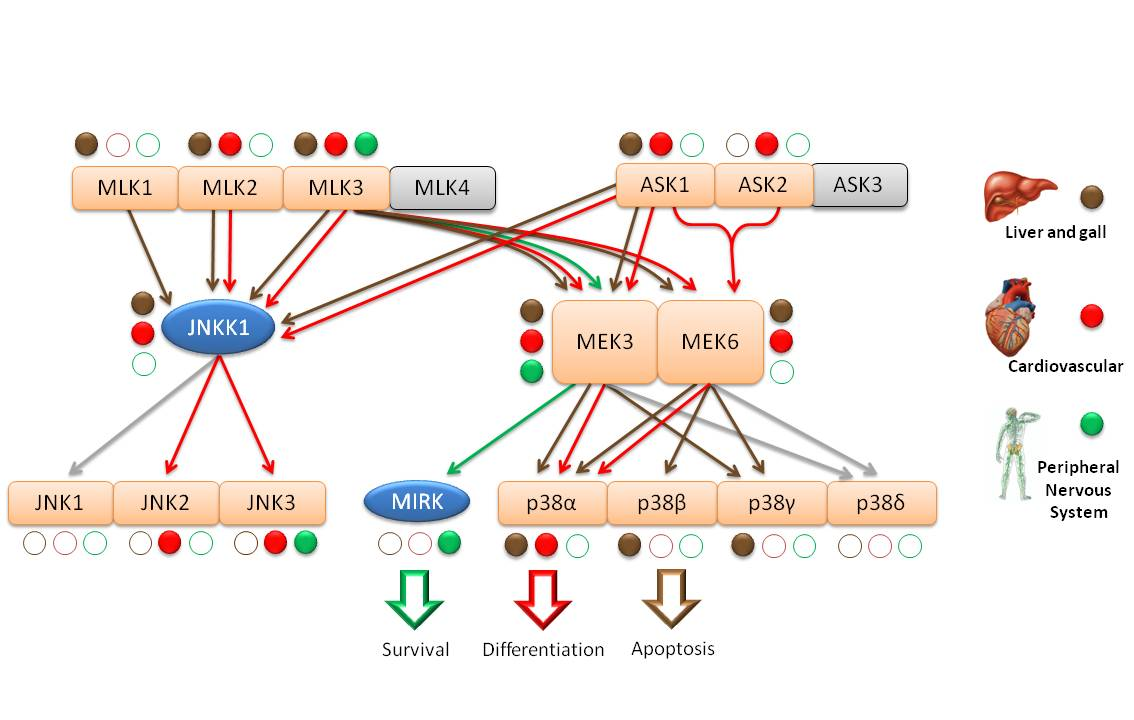 MLK1
MLK2
MLK3
MLK4
ASK1
ASK2
ASK3
Liver and gall
JNKK1
MEK3
MEK6
Cardiovascular
Peripheral
Nervous
System
JNK1
JNK2
JNK3
MIRK
p38α
p38β
p38γ
p38δ
Survival
Differentiation
Apoptosis